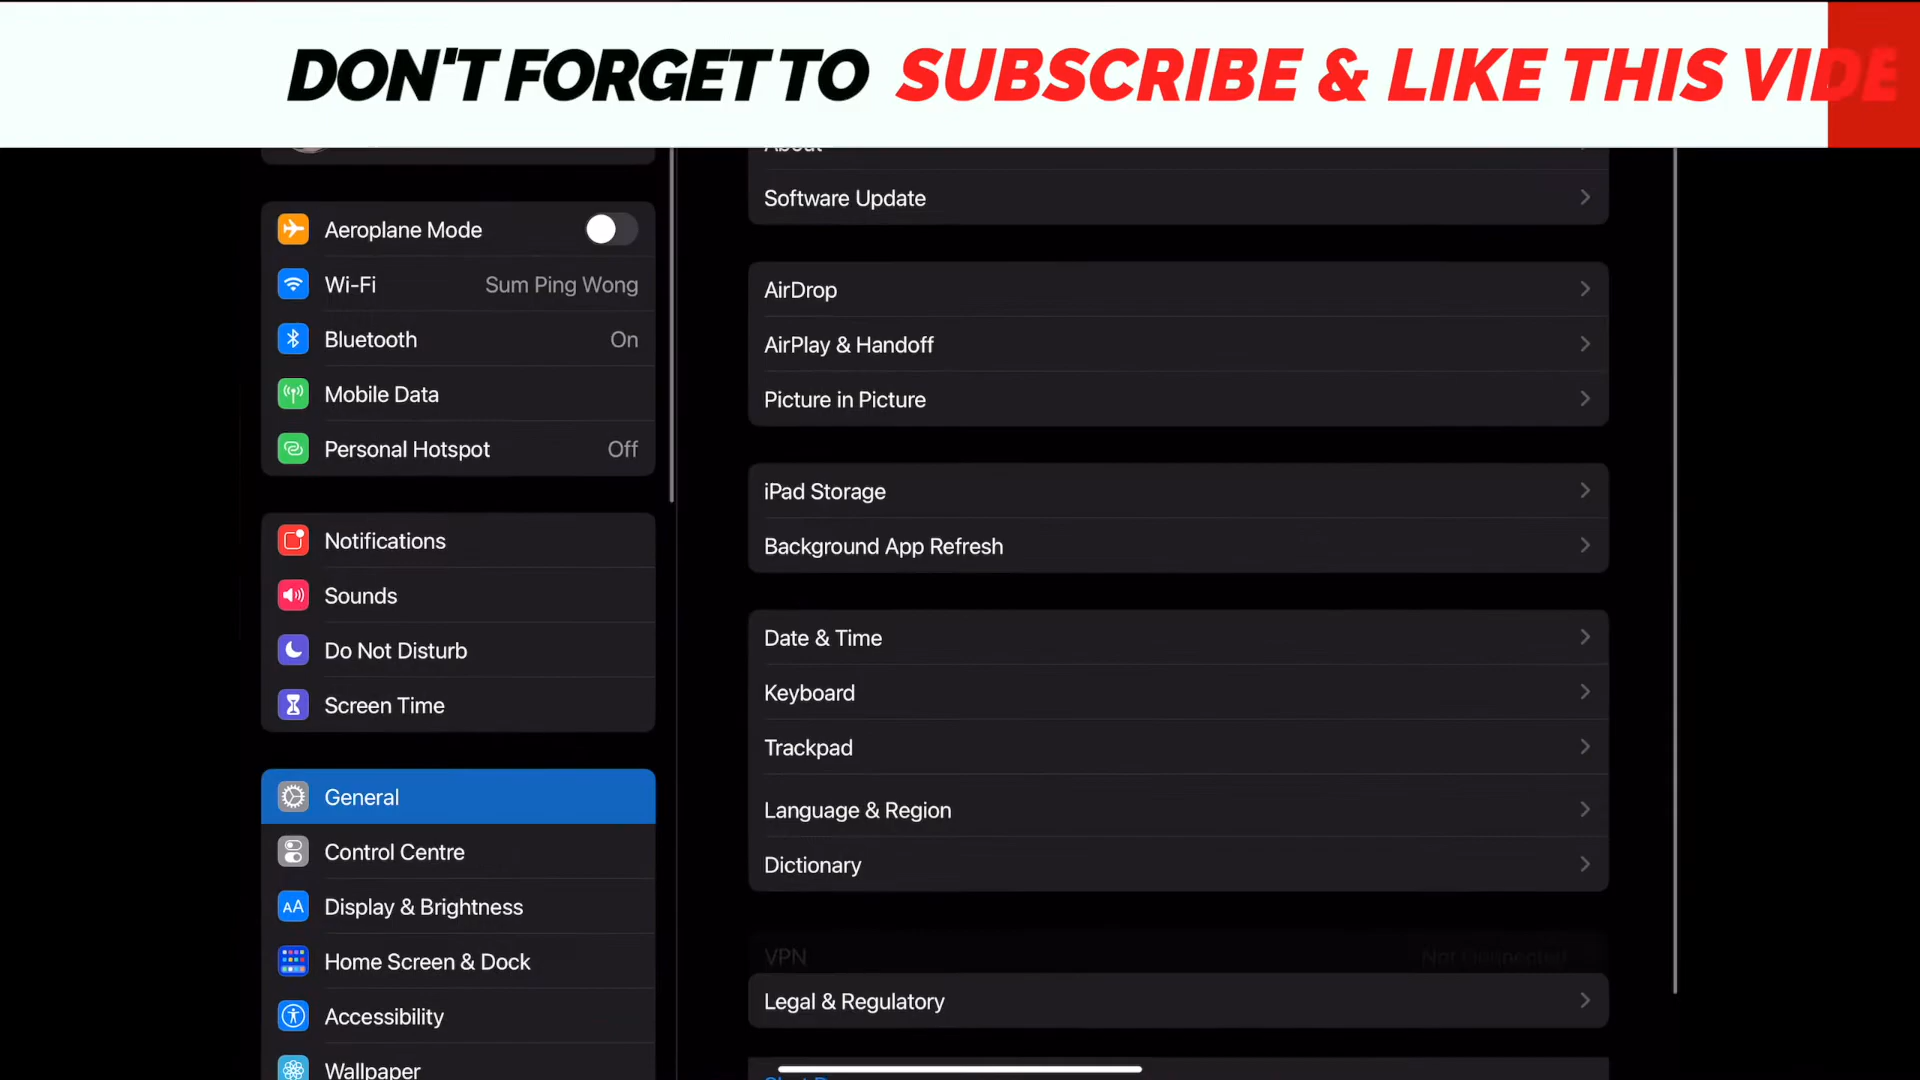 DON'T FORGET TO SUBSCRIBE & LIKE THIS VIDE
About
Software Update
Aeroplane Mode
Wi-Fi Sum Ping Wong
Bluetooth On
Mobile Data
Personal Hotspot Off
Notifications
Sounds
Do Not Disturb
Screen Time
General
Control Centre
Display & Brightness
Home Screen & Dock
Accessibility
Wallpaper
AirDrop
AirPlay & Handoff
Picture in Picture
iPad Storage
Background App Refresh
Date & Time
Keyboard
Trackpad
Language & Region
Dictionary
VPN Not Connected
Legal & Regulatory